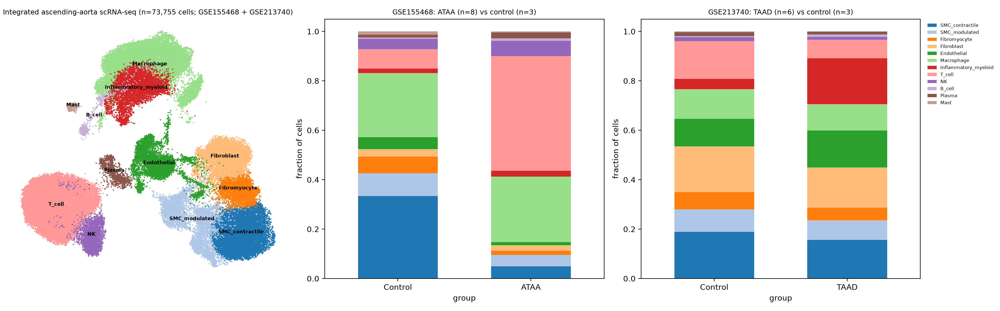 Integrated ascending-aorta scRNA-seq (n=73,755 cells; GSE155468 + GSE213740)
Macrophage
Inflammatory_myeloid
Mast
B_cell
Fibroblast
Endothelial
Plasma
Fibromyocyte
T_cell
SMC_modulated
SMC_contractile
NK
GSE155468: ATAA (n=8) vs control (n=3)
fraction of cells
1.0
0.8
0.6
0.4
0.2
0.0
Control
ATAA
group
GSE213740: TAAD (n=6) vs control (n=3)
fraction of cells
1.0
0.8
0.6
0.4
0.2
0.0
Control
TAAD
group
SMC_contractile
SMC_modulated
Fibromyocyte
Fibroblast
Endothelial
Macrophage
Inflammatory_myeloid
T_cell
NK
B_cell
Plasma
Mast